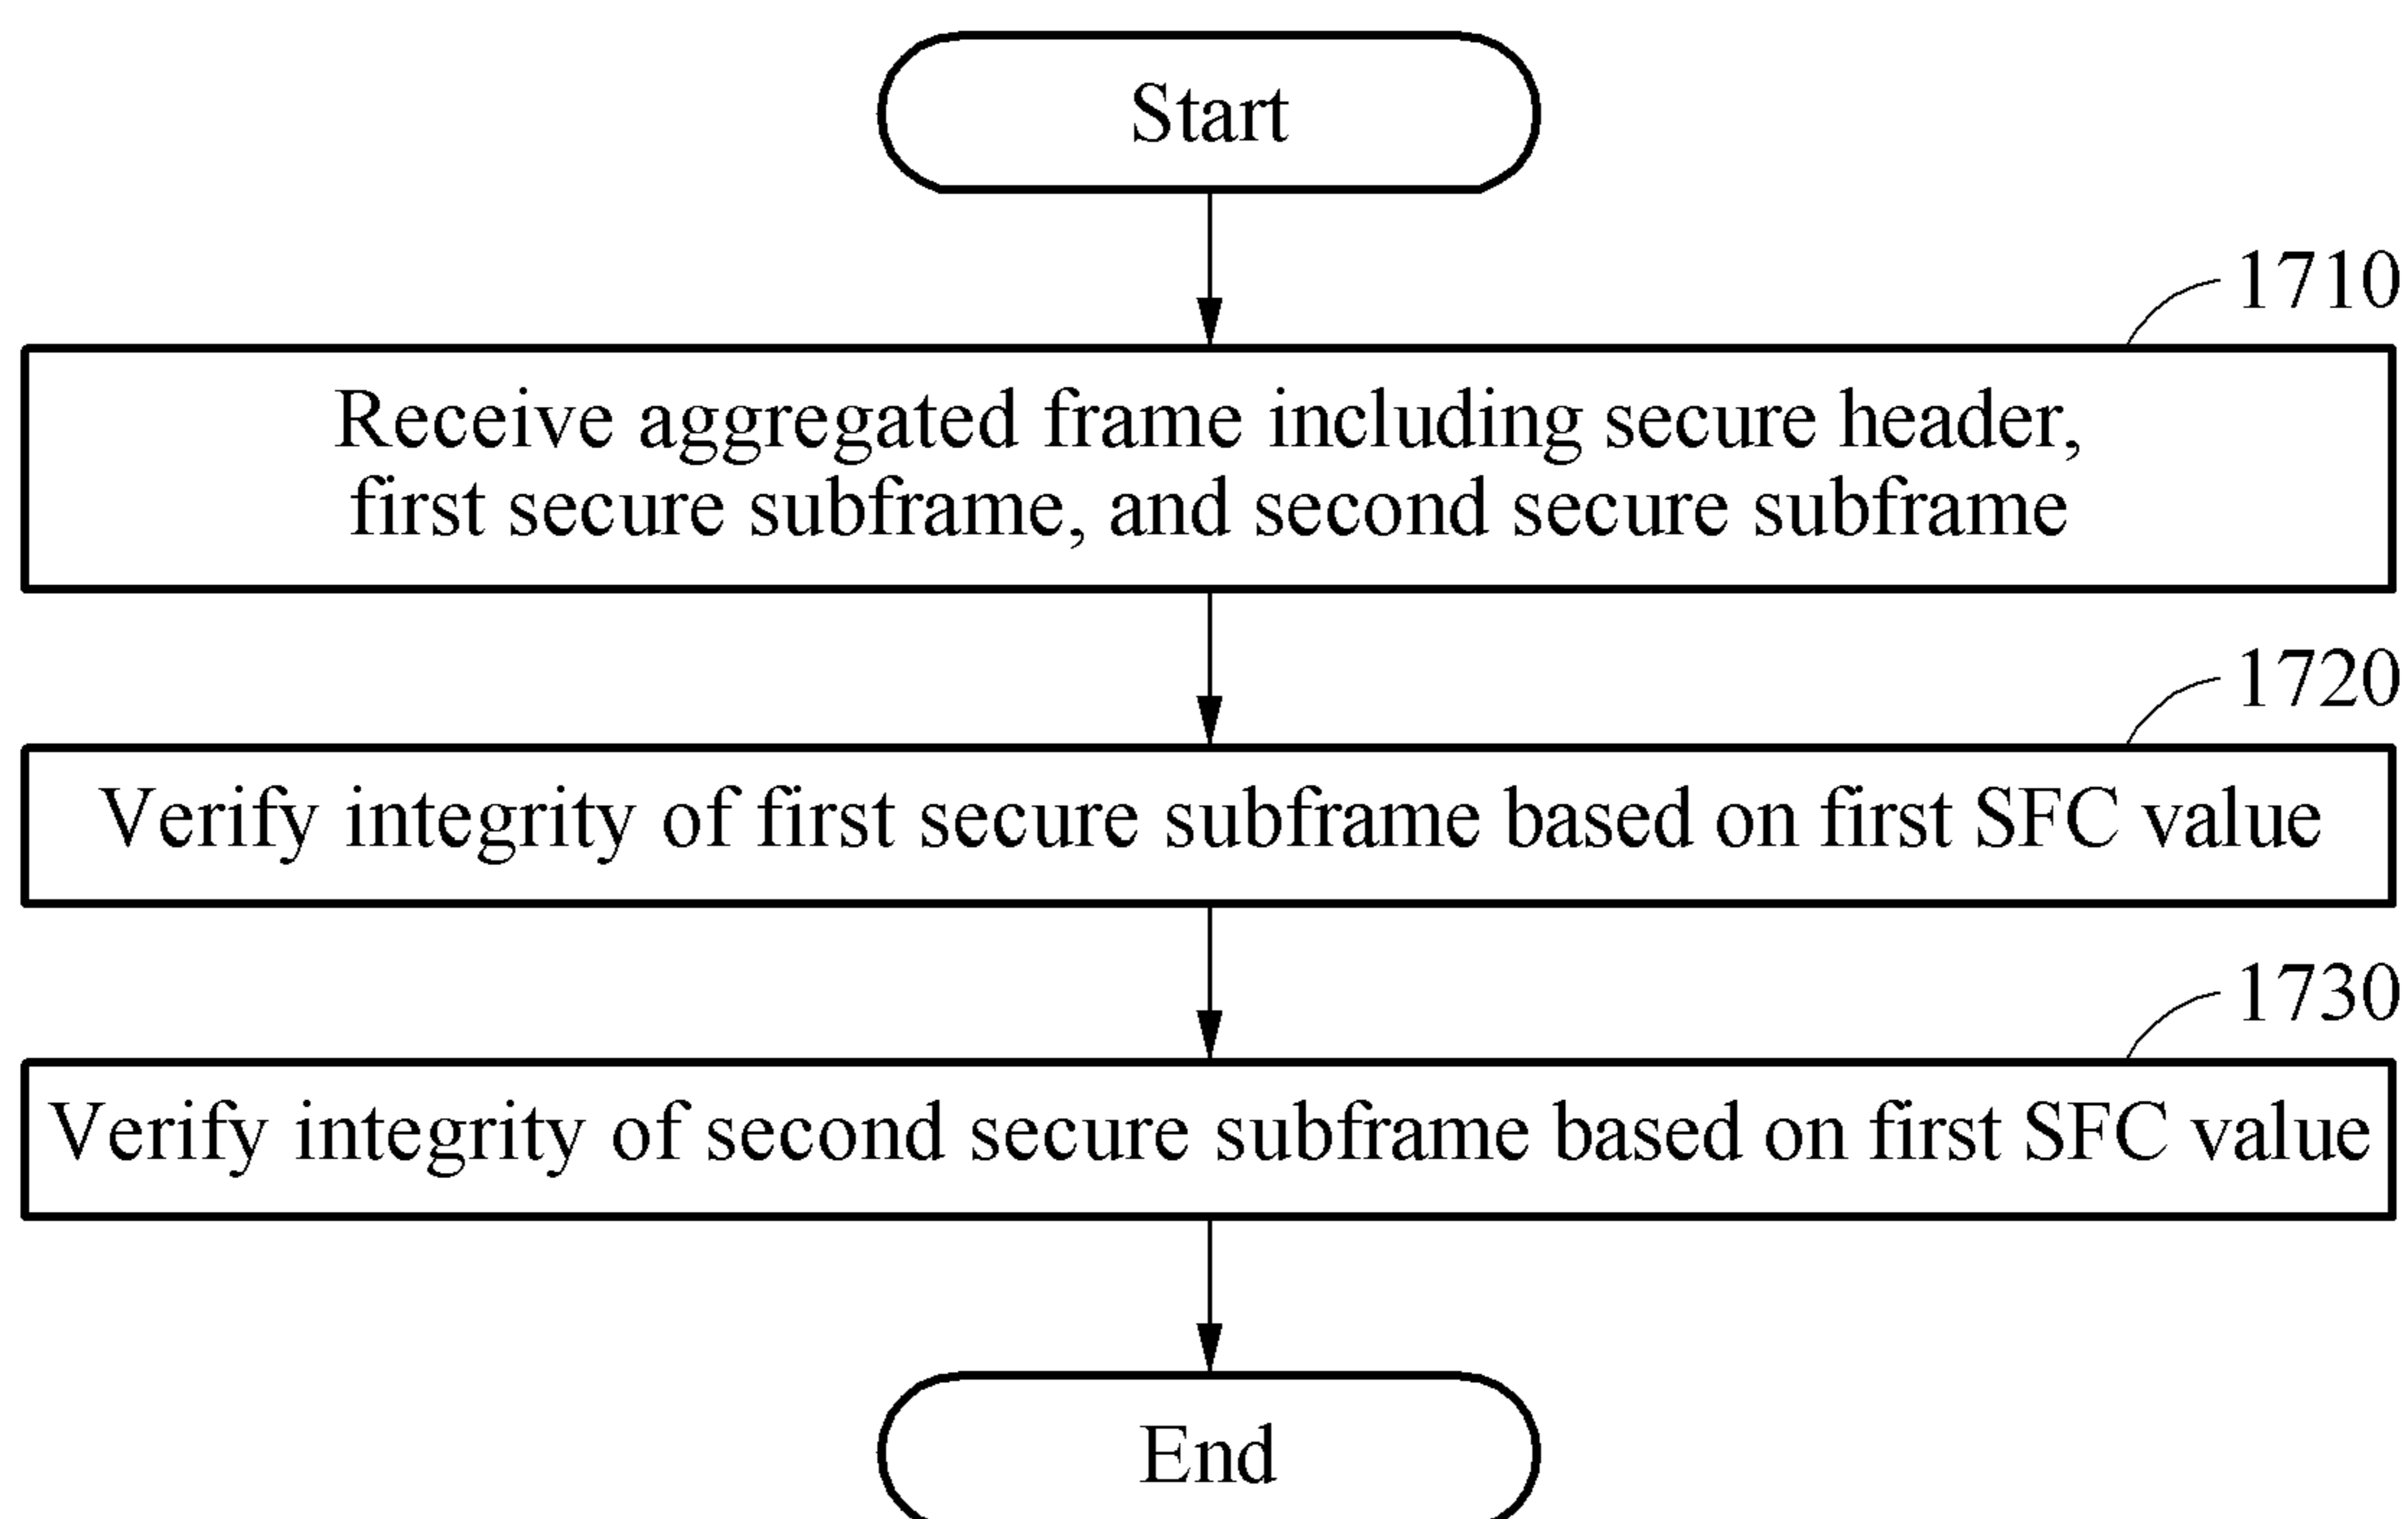 Start
1710
Receive aggregated frame including secure header,
first secure subframe, and second secure subframe
1720
Verify integrity of first secure subframe based on first SFC value
1730
Verify integrity of second secure subframe based on first SFC value
End